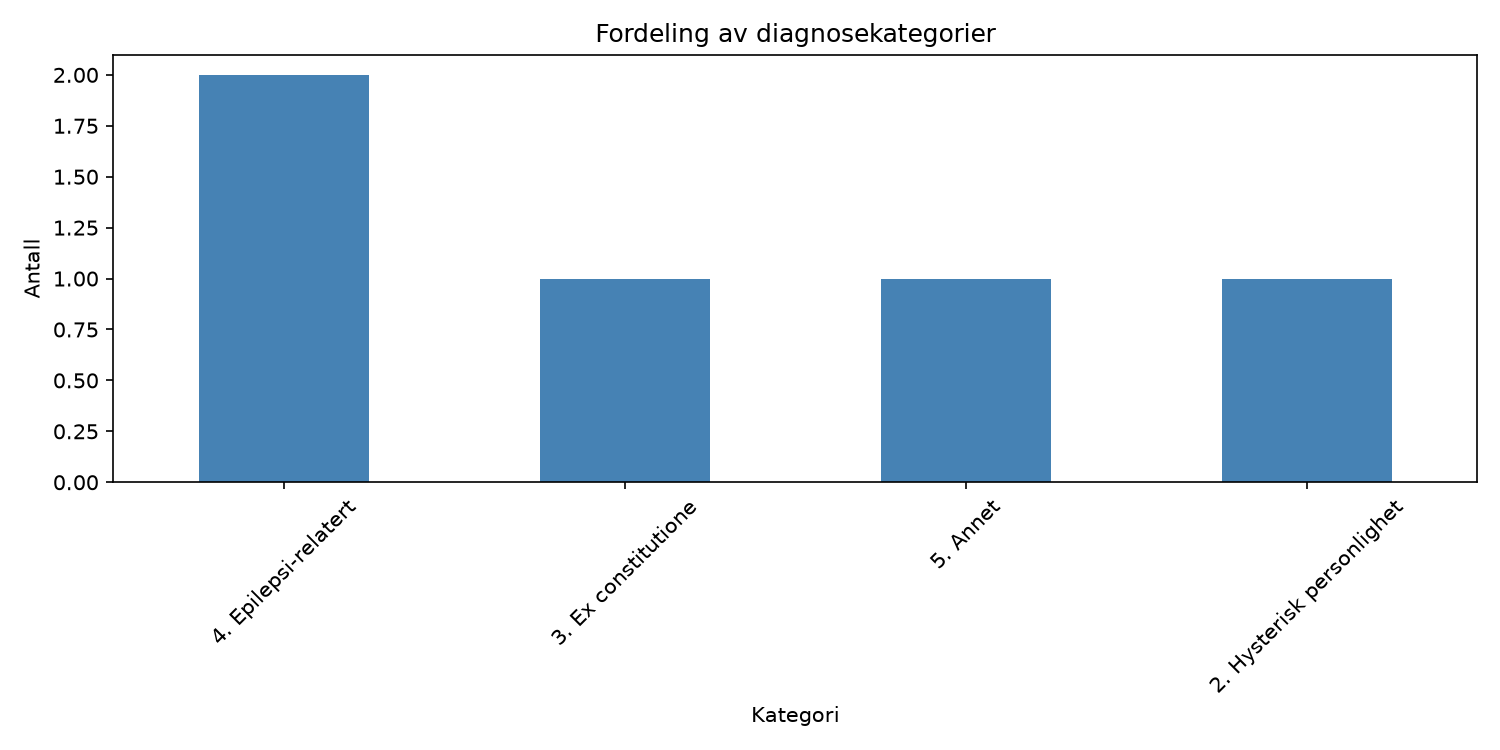 Fordeling av diagnosekategorier
Antall
2.00
1.75
1.50
1.25
1.00
0.75
0.50
0.25
0.00
4. Epilepsi-relatert
3. Ex constitutione
5. Annet
2. Hysterisk personlighet
Kategori